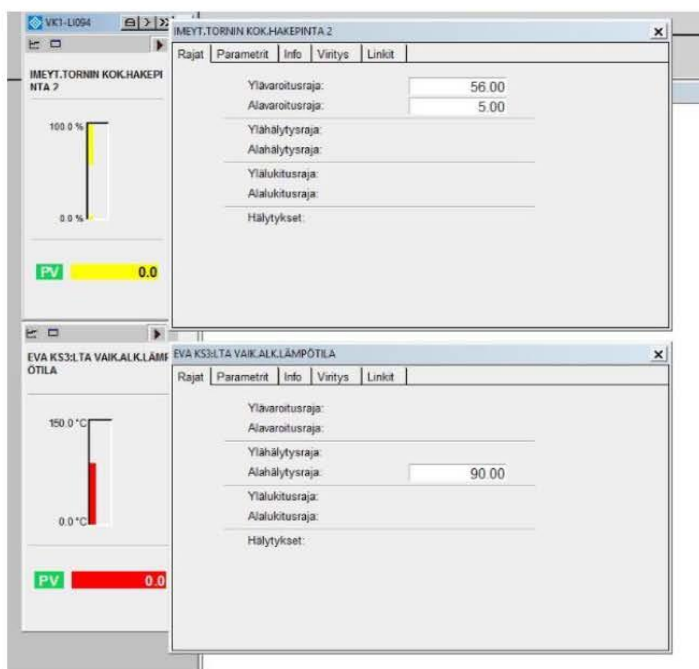 VK1-LI094
IMEYT.TORNIN KOK.HAKEPI
NTA 2
100.0 %
0.0 %
PV 0.0
IMEYT.TORNIN KOK.HAKEPINTA 2
Rajat Parametrit Info Viritys Linkit
Ylävaroitusraja: 56.00
Alavaroitusraja: 5.00
Ylähälytysraja:
Alahälytysraja:
Ylälukitusraja:
Alalukitusraja:
Hälytykset:
EVA KS3:LTA VAIK.ALK.LÄMP
ÖTILA
150.0 °C
0.0 °C
PV 0.0
EVA KS3:LTA VAIK.ALK.LÄMPÖTILA
Rajat Parametrit Info Viritys Linkit
Ylävaroitusraja:
Alavaroitusraja:
Ylähälytysraja:
Alahälytysraja: 90.00
Ylälukitusraja:
Alalukitusraja:
Hälytykset: